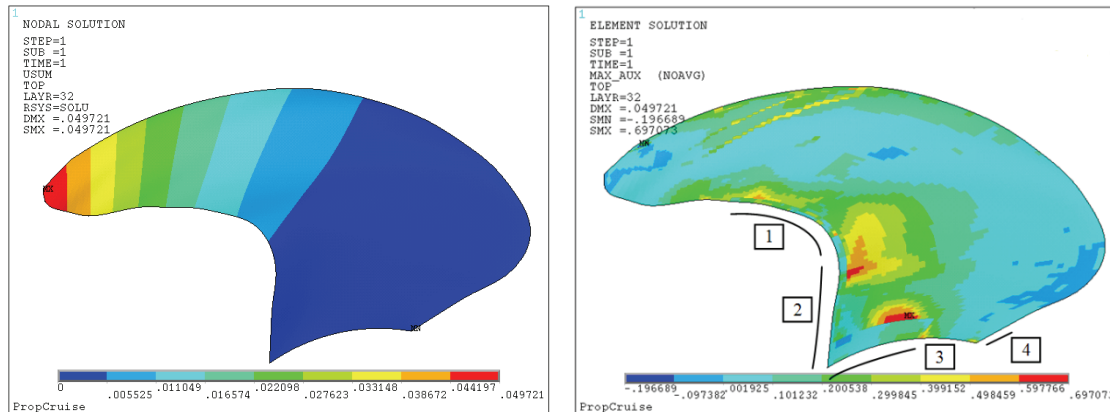 1
NODAL SOLUTION
STEP=1
SUB =1
TIME=1
USUM
TOP
LAYR=32
RSYS=SOLU
DMX =.049721
SMX =.049721
MX
MN
0
.005525
.011049
.016574
.022098
.027623
.033148
.038672
.044197
.049721
PropCruise
1
ELEMENT SOLUTION
STEP=1
SUB =1
TIME=1
MAX_AUX (NOAVG)
TOP
LAYR=32
DMX =.049721
SMN =-.196689
SMX =.697073
MN
1
2
MX
3
4
-.196689
-.097382
.001925
.101232
.200538
.299845
.399152
.498459
.597766
.697073
PropCruise